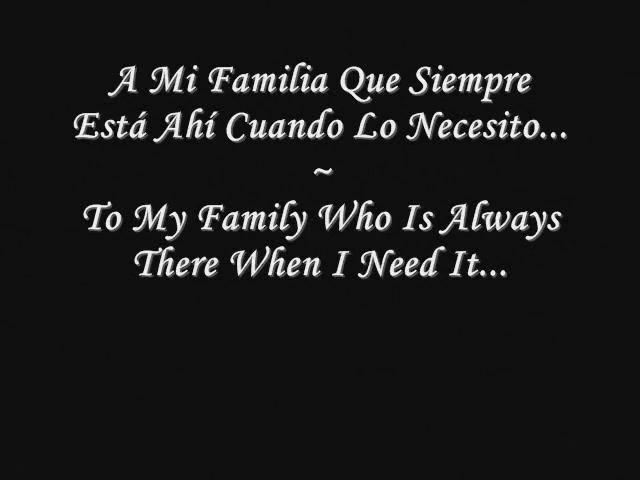 A Mi Familia Que Siempre
Está Ahí Cuando Lo Necesito...
~
To My Family Who Is Always
There When I Need It...